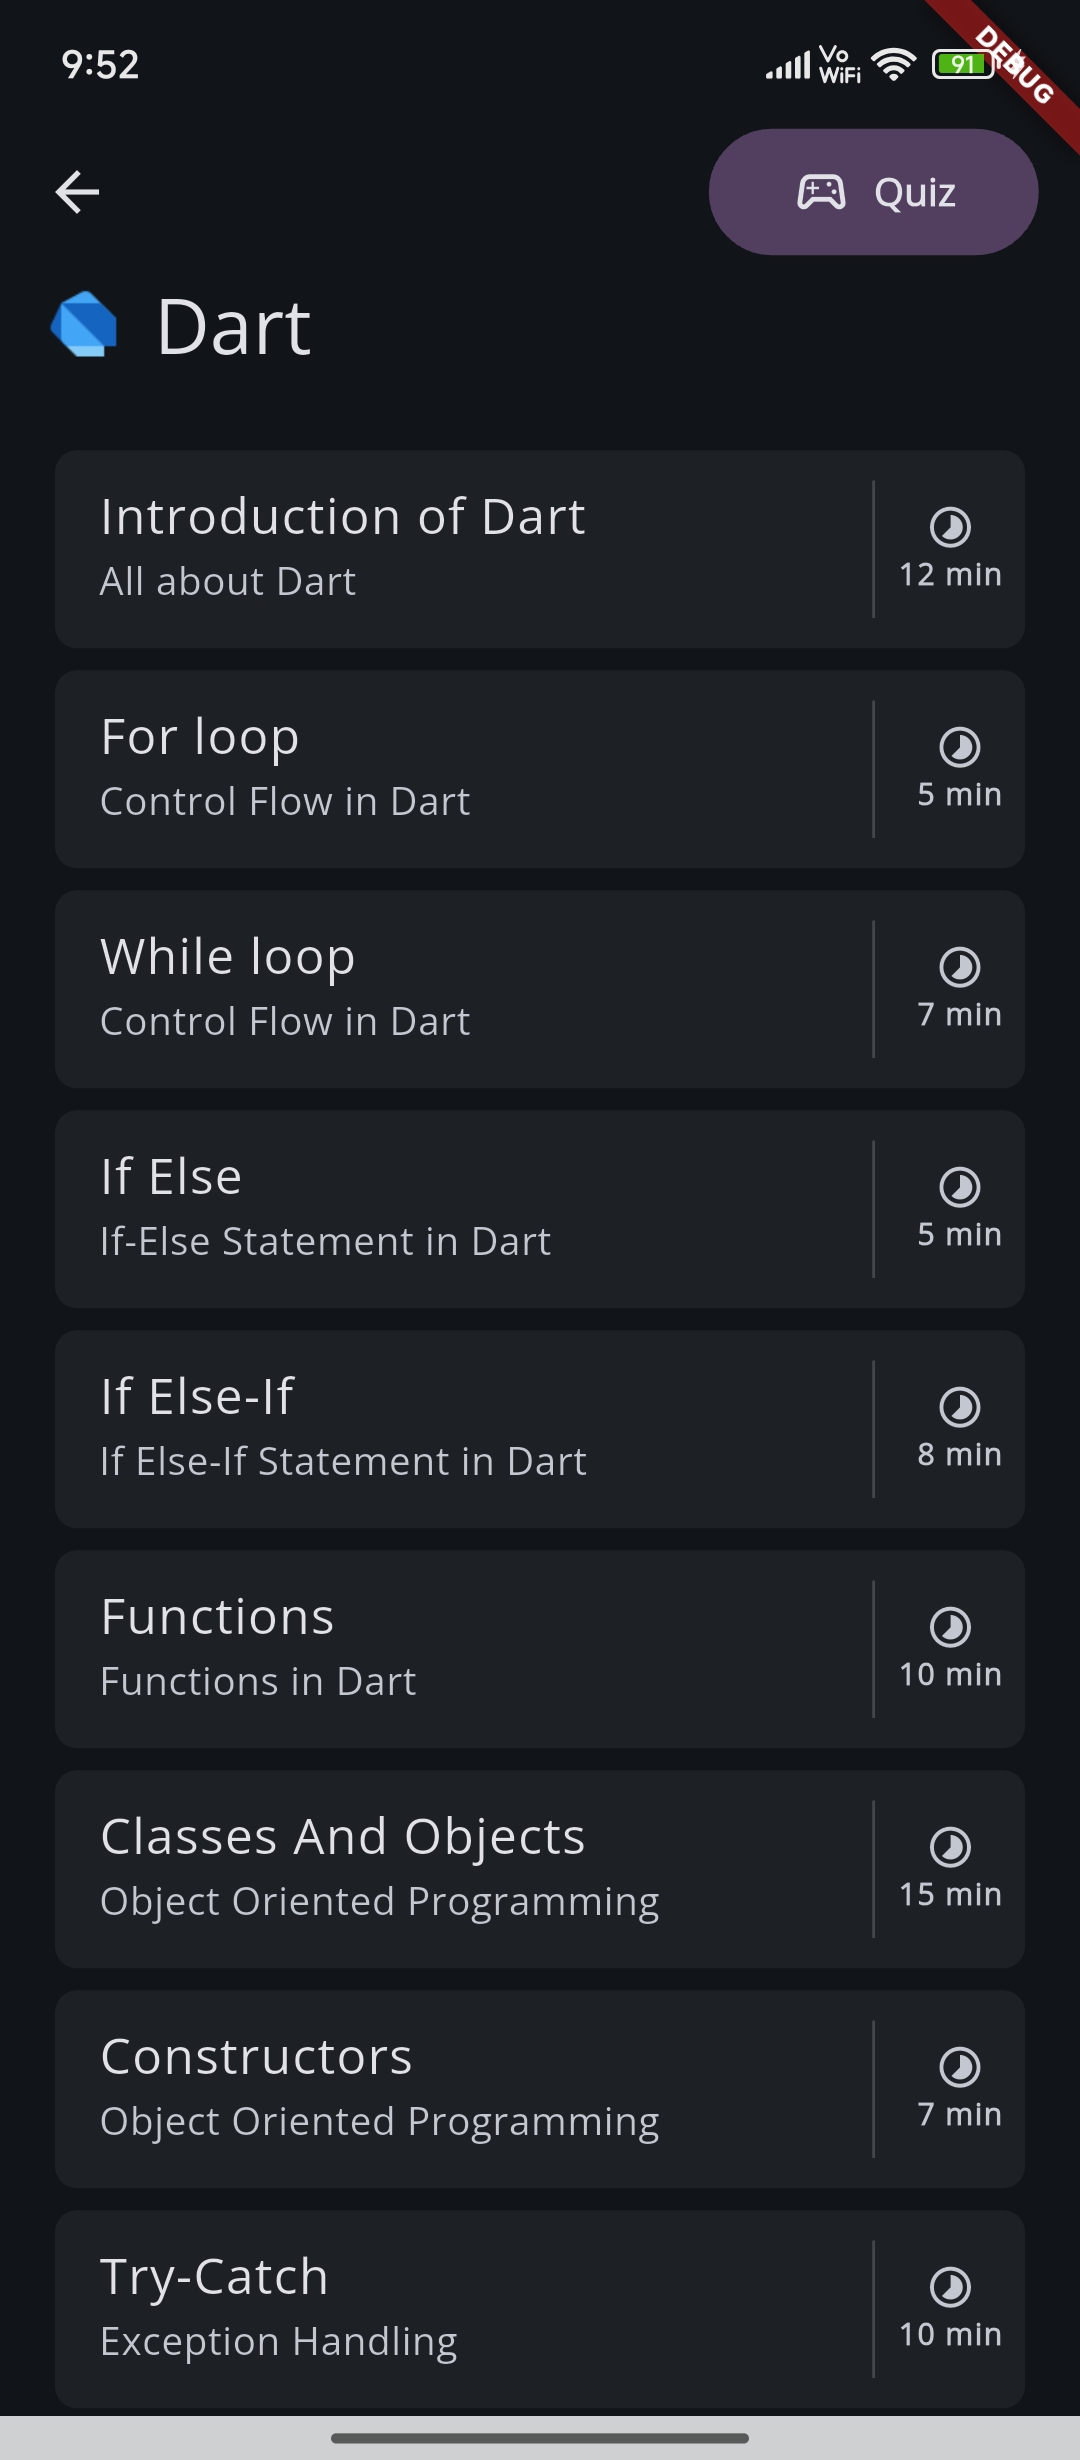 9:52
Vo
WiFi
91
DEBUG
Quiz
Dart
Introduction of Dart
All about Dart
12 min
For loop
Control Flow in Dart
5 min
While loop
Control Flow in Dart
7 min
If Else
If-Else Statement in Dart
5 min
If Else-If
If Else-If Statement in Dart
8 min
Functions
Functions in Dart
10 min
Classes And Objects
Object Oriented Programming
15 min
Constructors
Object Oriented Programming
7 min
Try-Catch
Exception Handling
10 min